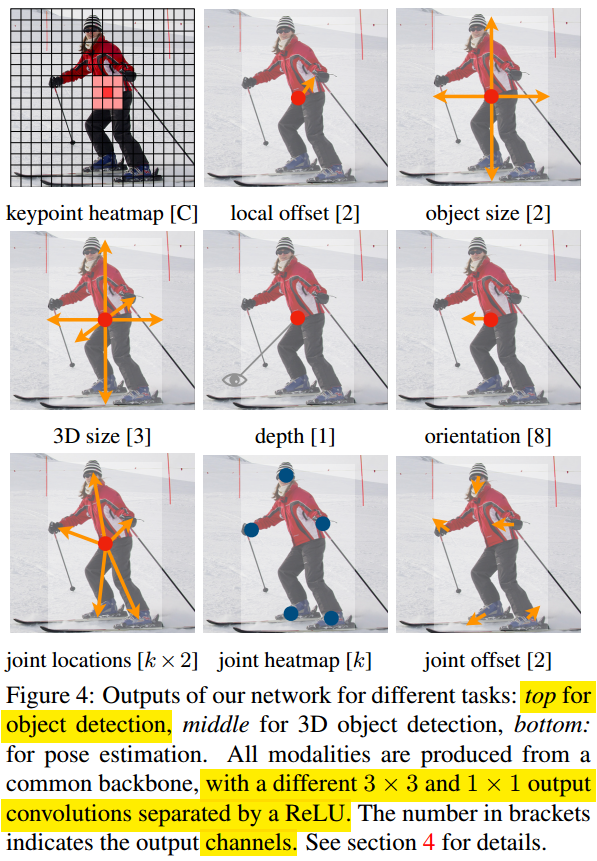 keypoint heatmap [C] local offset [2] object size [2]
3D size [3] depth [1] orientation [8]
joint locations [k × 2] joint heatmap [k] joint offset [2]
Figure 4: Outputs of our network for different tasks: top for
object detection, middle for 3D object detection, bottom:
for pose estimation. All modalities are produced from a
common backbone, with a different 3 × 3 and 1 × 1 output
convolutions separated by a ReLU. The number in brackets
indicates the output channels. See section 4 for details.